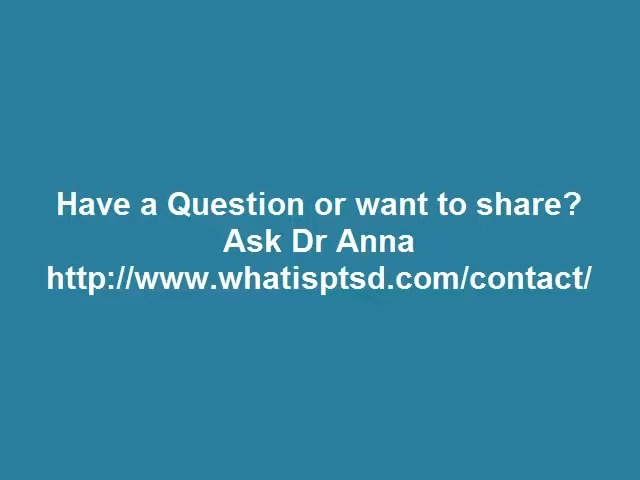 Have a Question or want to share?
Ask Dr Anna
http://www.whatisptsd.com/contact/